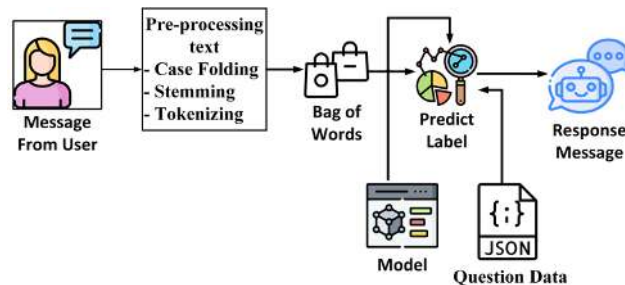 Message
From User
Pre-processing
text
- Case Folding
- Stemming
- Tokenizing
Bag of
Words
Predict
Label
Response
Message
Model
{;}
JSON
Question Data